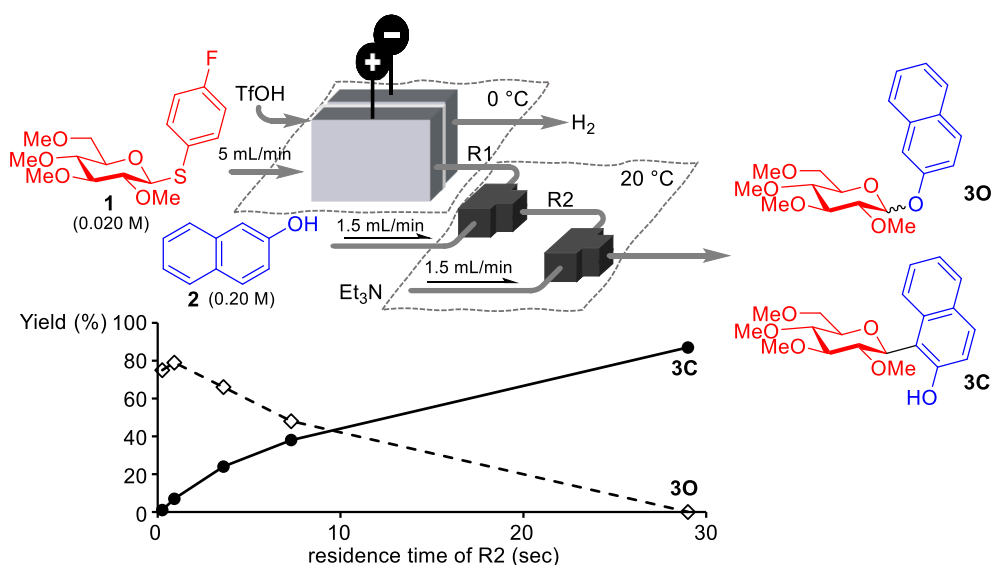 F
MeO
MeO
MeO
O
S
OMe
1
(0.020 M)
TfOH
5 mL/min
+
−
0 °C
H2
R1
20 °C
R2
OH
2 (0.20 M)
1.5 mL/min
1.5 mL/min
Et3N
MeO
MeO
MeO
O
O
OMe
3O
MeO
MeO
MeO
O
OMe
HO
3C
Yield (%)
100
80
60
40
20
0
3C
3O
0
10
20
30
residence time of R2 (sec)